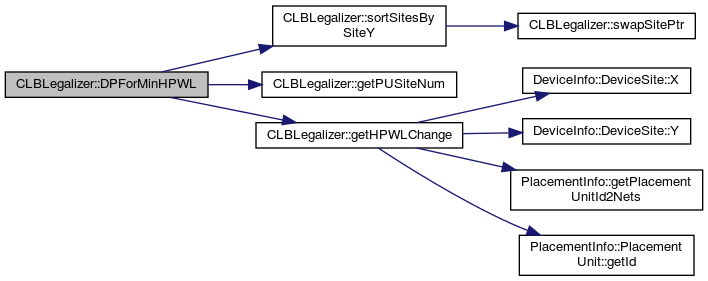 CLBLegalizer::DPForMinHPWL
CLBLegalizer::sortSitesBy
SiteY
CLBLegalizer::swapSitePtr
CLBLegalizer::getPUSiteNum
CLBLegalizer::getHPWLChange
DeviceInfo::DeviceSite::X
DeviceInfo::DeviceSite::Y
PlacementInfo::getPlacement
UnitId2Nets
PlacementInfo::Placement
Unit::getId